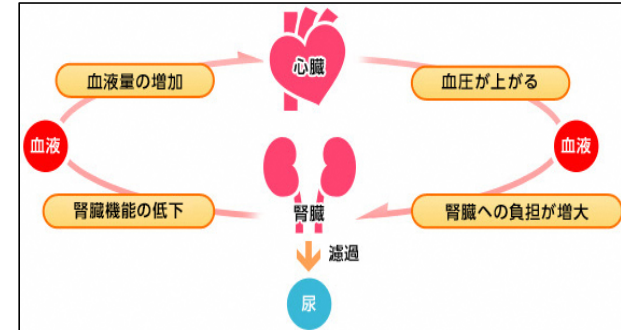 心臓
血液量の増加
血圧が上がる
血液
血液
腎臓機能の低下
腎臓
腎臓への負担が増大
濾過
尿